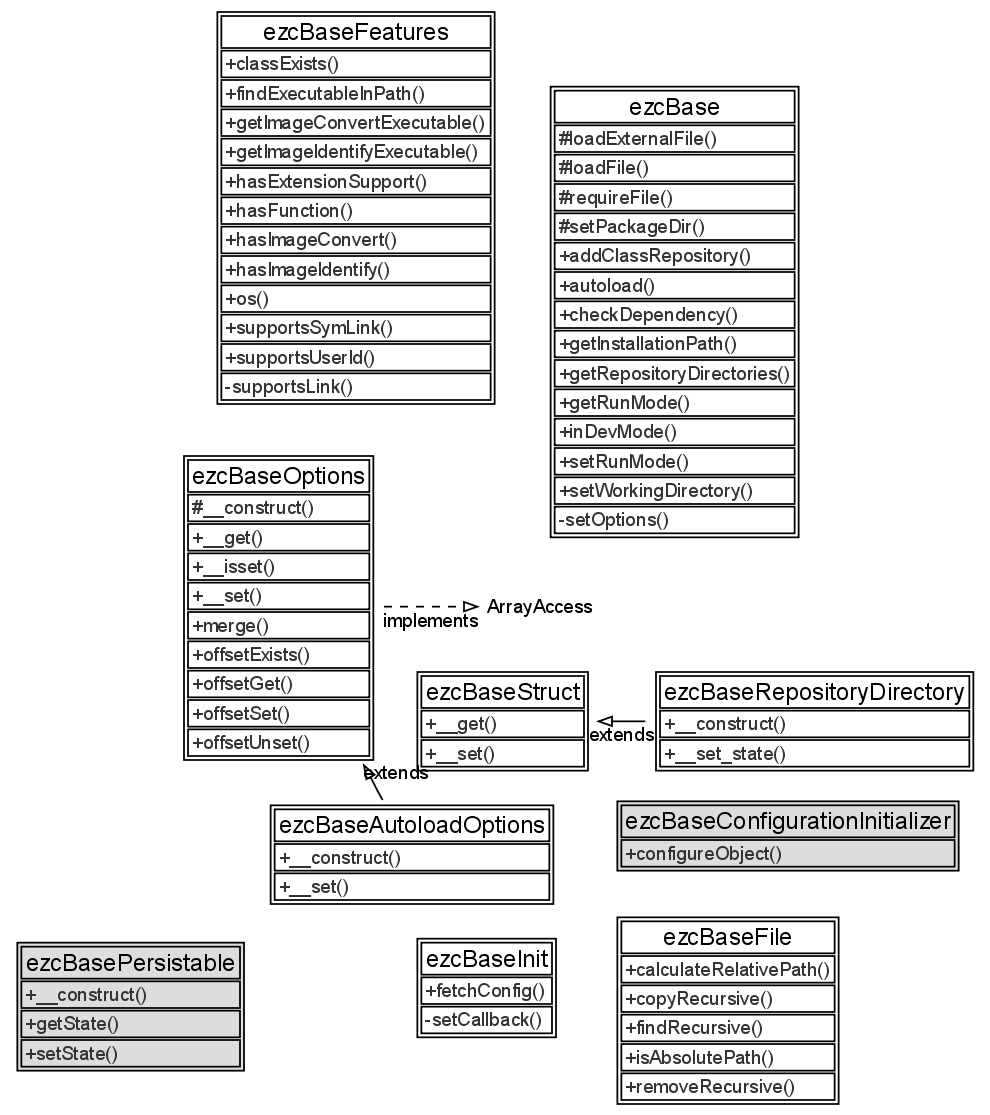 ezcBaseFeatures
+classExists()
+findExecutableInPath()
+getImageConvertExecutable()
+getImageIdentifyExecutable()
+hasExtensionSupport()
+hasFunction()
+hasImageConvert()
+hasImageIdentify()
+os()
+supportsSymLink()
+supportsUserId()
-supportsLink()
ezcBase
#loadExternalFile()
#loadFile()
#requireFile()
#setPackageDir()
+addClassRepository()
+autoload()
+checkDependency()
+getInstallationPath()
+getRepositoryDirectories()
+getRunMode()
+inDevMode()
+setRunMode()
+setWorkingDirectory()
-setOptions()
ezcBaseOptions
#__construct()
+__get()
+__isset()
+__set()
+merge()
+offsetExists()
+offsetGet()
+offsetSet()
+offsetUnset()
implements
ArrayAccess
ezcBaseStruct
+__get()
+__set()
extends
ezcBaseRepositoryDirectory
+__construct()
+__set_state()
extends
ezcBaseAutoloadOptions
+__construct()
+__set()
ezcBaseConfigurationInitializer
+configureObject()
ezcBasePersistable
+__construct()
+getState()
+setState()
ezcBaseInit
+fetchConfig()
-setCallback()
ezcBaseFile
+calculateRelativePath()
+copyRecursive()
+findRecursive()
+isAbsolutePath()
+removeRecursive()